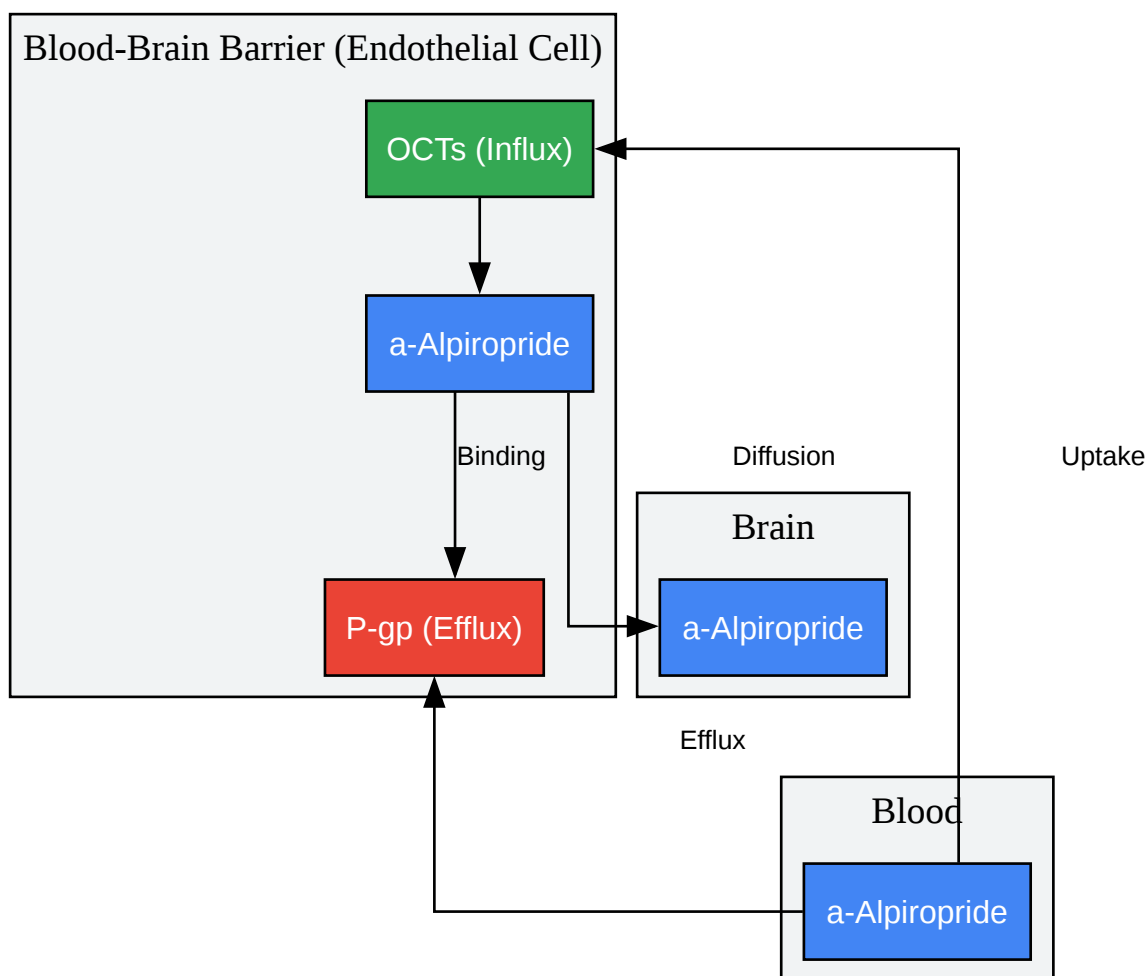 Blood-Brain Barrier (Endothelial Cell)
OCTs (Influx)
a-Alpiropride
Binding
Diffusion
Uptake
Brain
P-gp (Efflux)
a-Alpiropride
Efflux
Blood
a-Alpiropride